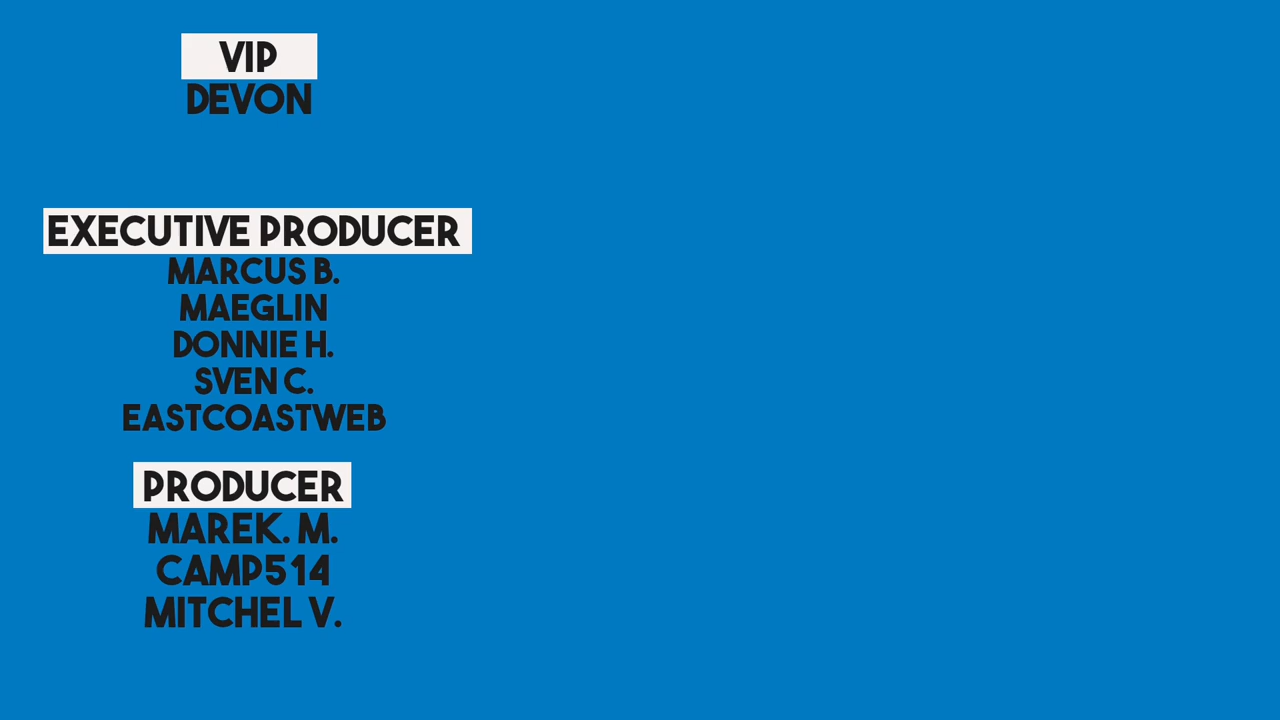 VIP
DEVON
EXECUTIVE PRODUCER
MARCUS B.
MAEGLIN
DONNIE H.
SVEN C.
EASTCOASTWEB
PRODUCER
MAREK. M.
CAMP514
MITCHEL V.